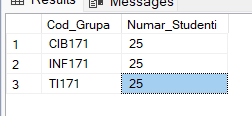 Results Messages
Cod_Grupa Numar_Studenti
1 CIB171 25
2 INF171 25
3 TI171 25